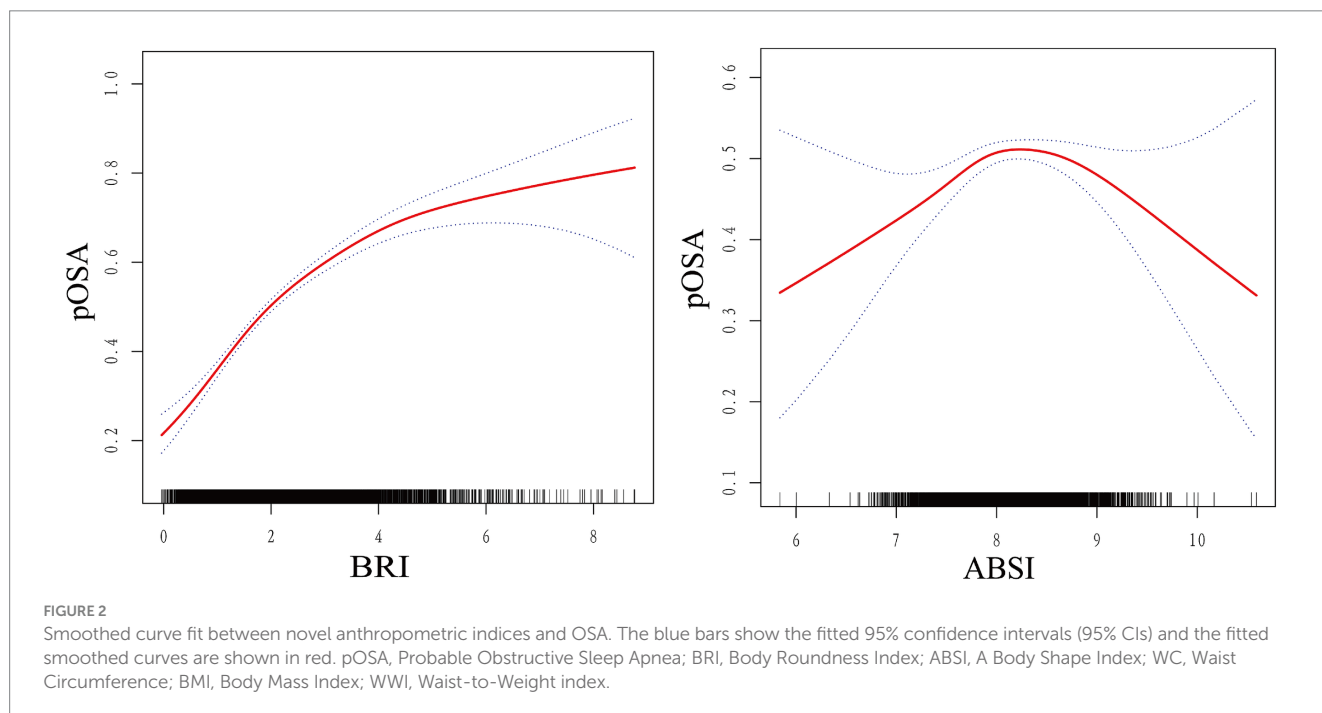 1.0
0.8
0.6
0.4
0.2
pOSA
0 2 4 6 8
BRI
0.6
0.5
0.4
0.3
0.2
0.1
pOSA
6 7 8 9 10
ABSI
FIGURE 2
Smoothed curve fit between novel anthropometric indices and OSA. The blue bars show the fitted 95% confidence intervals (95% CIs) and the fitted
smoothed curves are shown in red. pOSA, Probable Obstructive Sleep Apnea; BRI, Body Roundness Index; ABSI, A Body Shape Index; WC, Waist
Circumference; BMI, Body Mass Index; WWI, Waist-to-Weight index.